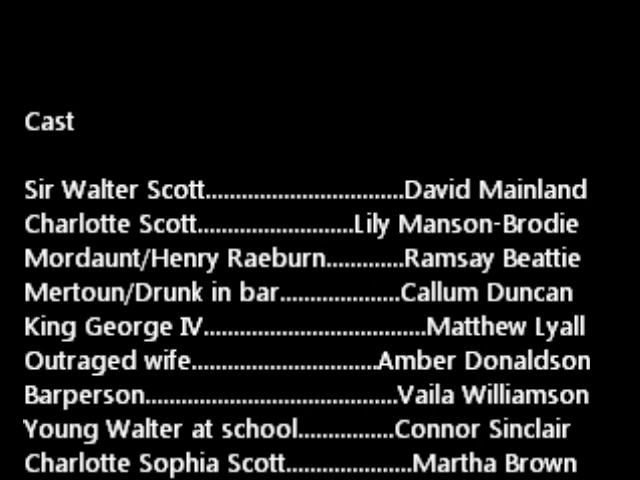 Cast
Sir Walter Scott.................................David Mainland
Charlotte Scott..........................Lily Manson-Brodie
Mordaunt/Henry Raeburn.............Ramsay Beattie
Mertoun/Drunk in bar....................Callum Duncan
King George IV.....................................Matthew Lyall
Outraged wife...............................Amber Donaldson
Barperson..........................................Vaila Williamson
Young Walter at school................Connor Sinclair
Charlotte Sophia Scott.....................Martha Brown